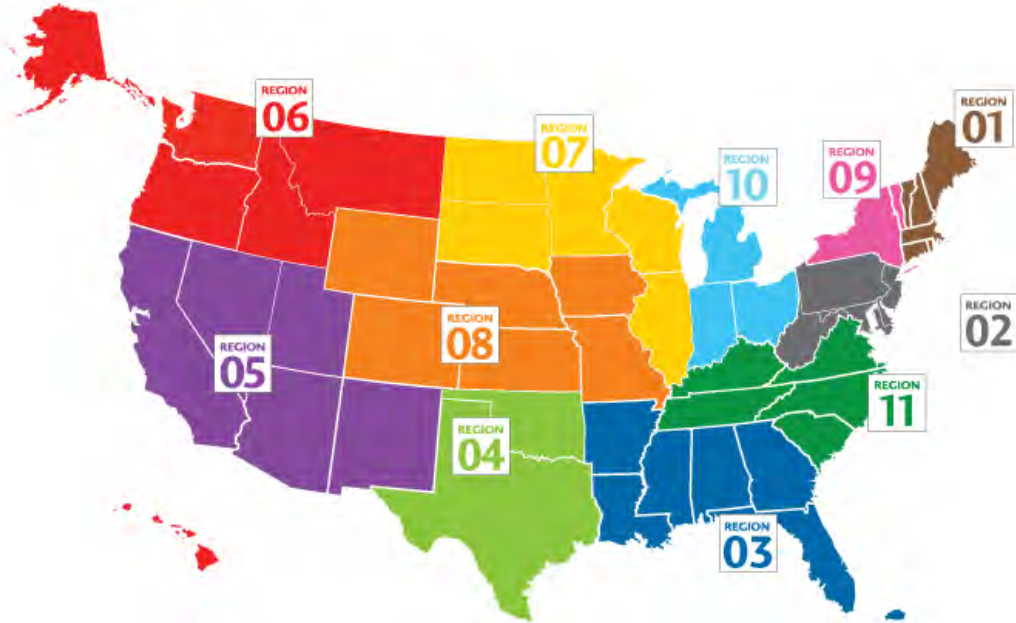 REGION
06
REGION
07
REGION
10
REGION
09
REGION
01
REGION
02
REGION
05
REGION
08
REGION
04
REGION
11
REGION
03